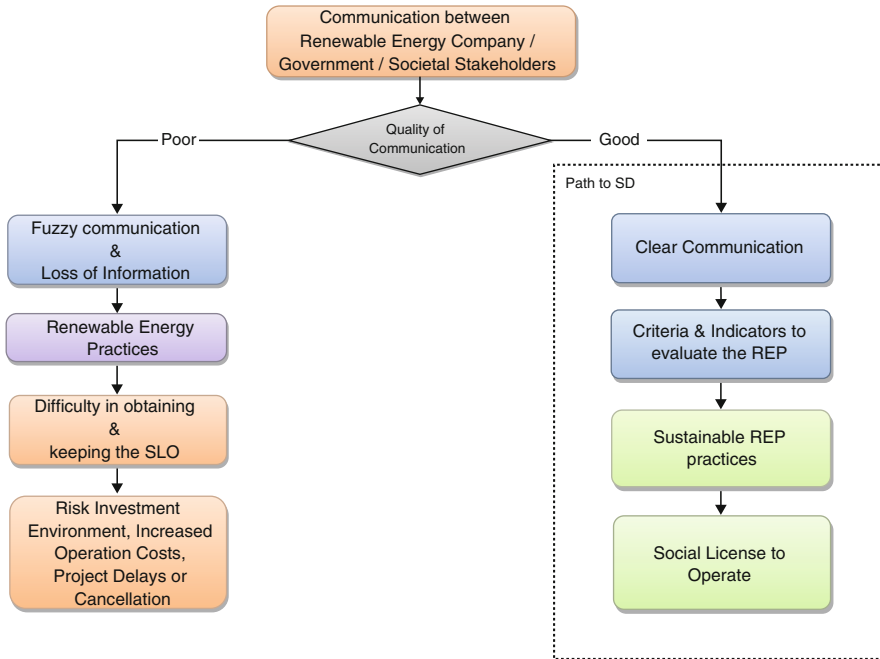 Communication between
Renewable Energy Company /
Government / Societal Stakeholders
Quality of
Communication
Poor
Good
Path to SD
Fuzzy communication
&
Loss of Information
Renewable Energy
Practices
Difficulty in obtaining
&
keeping the SLO
Risk Investment
Environment, Increased
Operation Costs,
Project Delays or
Cancellation
Clear Communication
Criteria & Indicators to
evaluate the REP
Sustainable REP
practices
Social License to
Operate